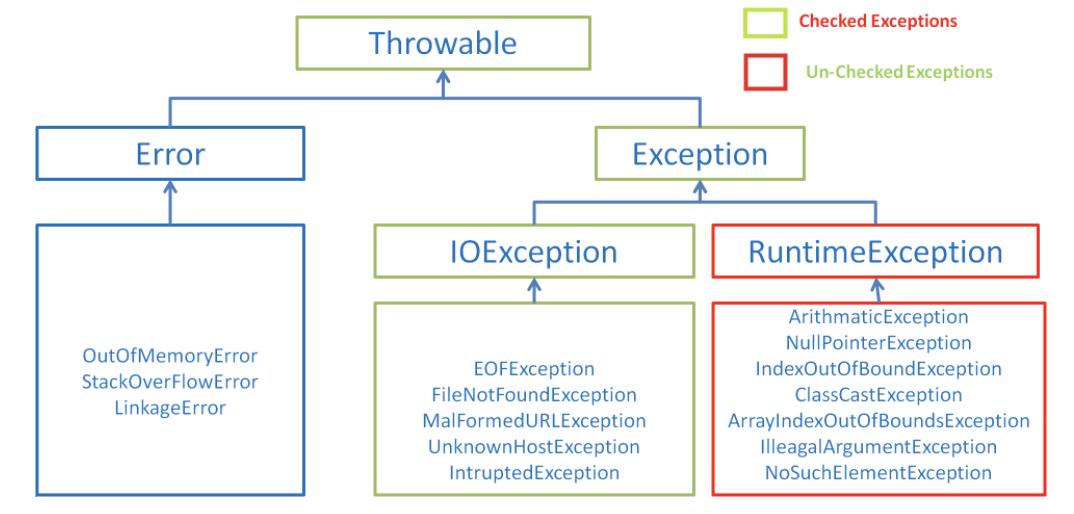 Throwable
Checked Exceptions
Un-Checked Exceptions
Error
Exception
IOException
RuntimeException
OutOfMemoryError
StackOverFlowError
LinkageError
EOFException
FileNotFoundException
MalFormedURLException
UnknownHostException
IntruptedException
ArithmaticException
NullPointerException
IndexOutOfBoundException
ClassCastException
ArrayIndexOutOfBoundsException
IlleagalArgumentException
NoSuchElementException